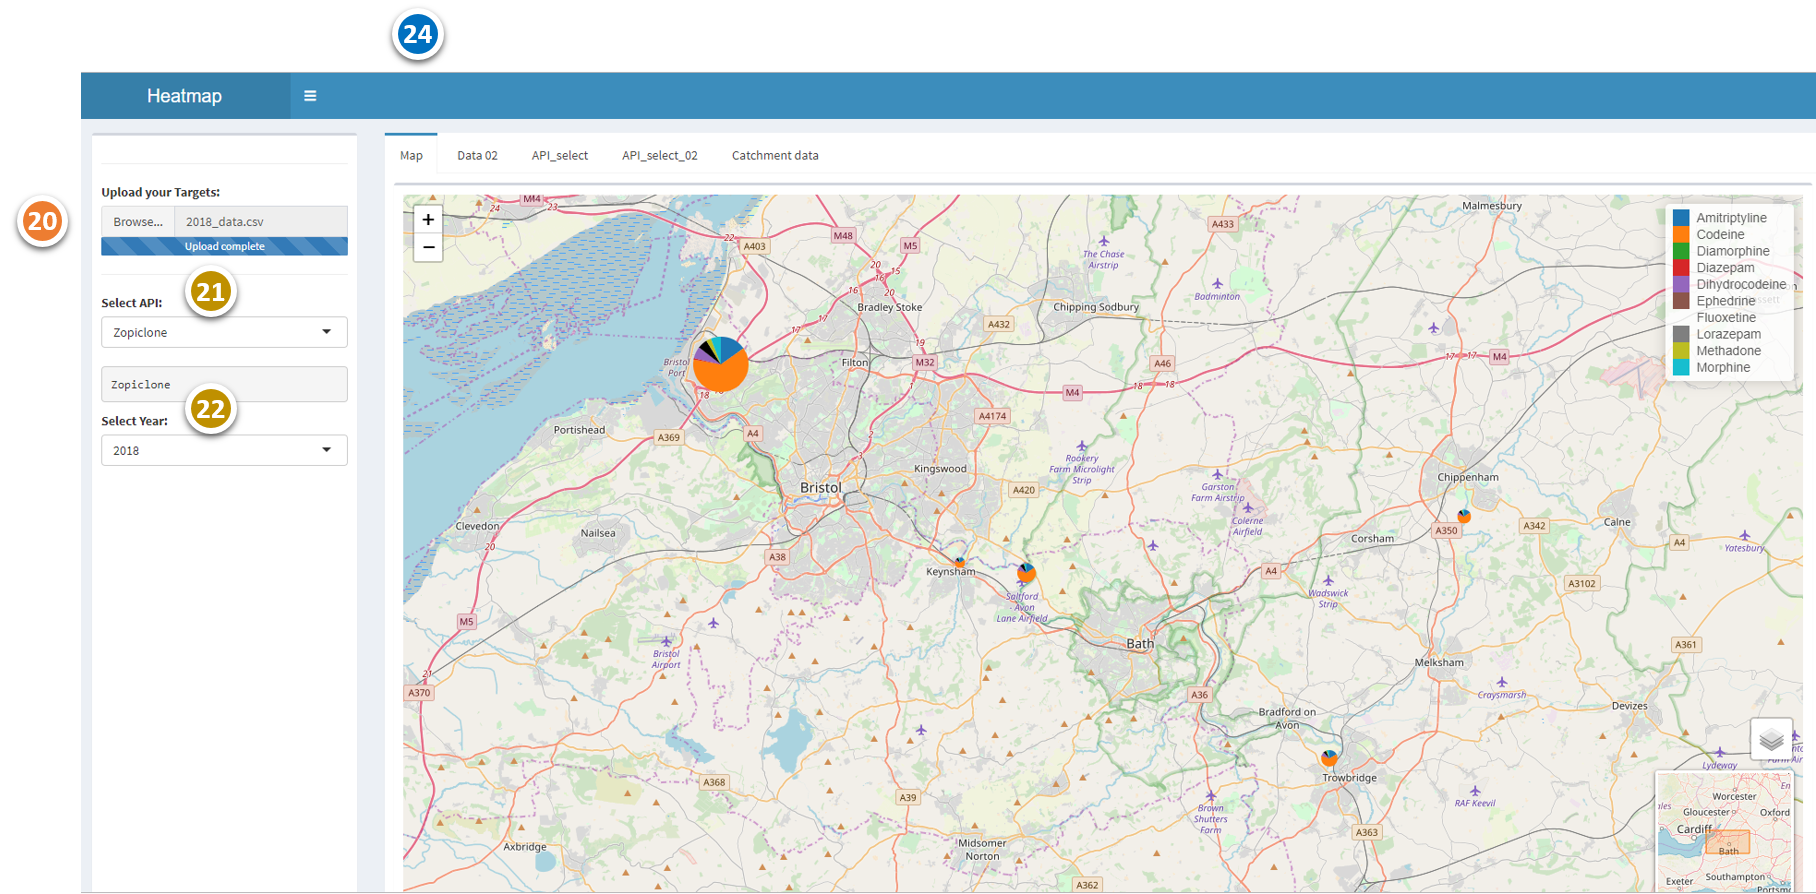 24
Heatmap
Map
Data 02
API_select
API_select_02
Catchment data
20
Upload your Targets:
Browse...
2018_data.csv
Upload complete
21
Select API:
Zopiclone
Zopiclone
22
Select Year:
2018
+
−
Amitriptyline
Codeine
Diamorphine
Diazepam
Dihydrocodeine
Ephedrine
Fluoxetine
Lorazepam
Methadone
Morphine
24
M4
23
22
A403
M48
M5
A433
Malmesbury
The Chase
Airstrip
20
15
16
16
20
Badminton
Bradley Stoke
Chipping Sodbury
17
A432
19
17
17
M4
Bristol
Port
Filton
M32
A46
18
M4
18
18
1
A4174
Portishead
A369
A4
2
Rookery
Farm Microlight
Strip
Kingswood
Chippenham
Bristol
3
A420
Garston
Farm Airstrip
Colerne
Airfield
Clevedon
Nailsea
20
A38
A350
A342
Calne
Corsham
A4
Yatesbury
Keynsham
A4
A3102
Saltford
- Avon
Lane Airfield
Wadswick
Strip
M5
Bristol
Airport
Bath
A361
21
A370
A36
Melksham
Craysmarsh
Bradford on
Avon
Devizes
Lydeway
Trowbridge
A368
A39
Brown
Shutters
Farm
RAF Keevil
A363
Axbridge
Midsomer
Norton
A362
Worcester
Gloucester
Oxford
Cardiff
Bath
Southampton
Exeter